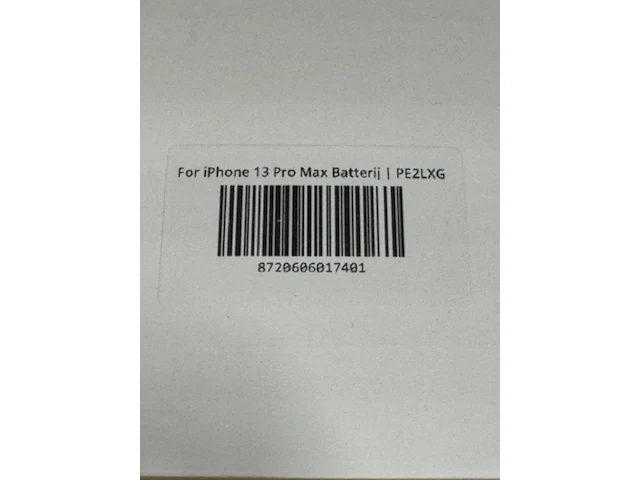 For iPhone 13 Pro Max Batterij | PE2LXG
8720606017401